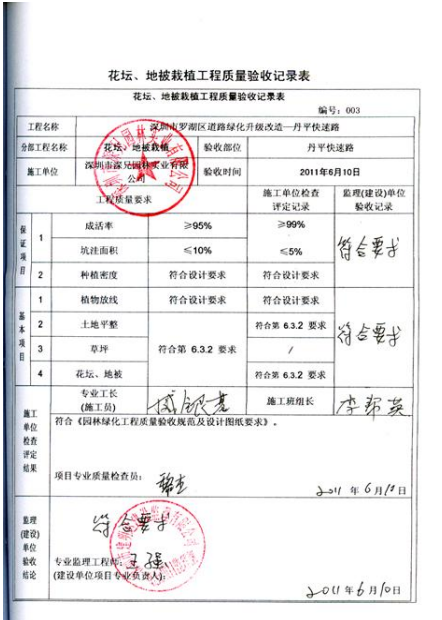 花坛、地被栽植工程质量验收记录表
花坛、地被栽植工程质量验收记录表
编号：003
工程名称 深圳市罗湖区道路绿化升级改造—丹平快速路
分部工程名称 花坛、地被栽植 验收部位 丹平快速路
施工单位 深圳市深兄园林实业有限公司 验收时间 2011年6月10日
工程质量要求 施工单位检查评定记录 监理(建设)单位验收记录
保证项目 1 成活率 ≥95% ≥99% 符合要求
坑洼面积 ≤10% ≤5%
2 种植密度 符合设计要求 符合设计要求
基本项目 1 植物放线 符合设计要求 符合设计要求 符合要求
2 土地平整 符合第 6.3.2 要求 符合第 6.3.2 要求
3 草坪 /
4 花坛、地被 符合第 6.3.2 要求
施工单位检查评定结果 专业工长(施工员) 施工班组长
符合《园林绿化工程质量验收规范及设计图纸要求》。
项目专业质量检查员： 2011 年 6 月 10 日
监理(建设)单位验收结论 符合要求
专业监理工程师： 王强
(建设单位项目专业负责人)：
2011 年 6 月 10 日